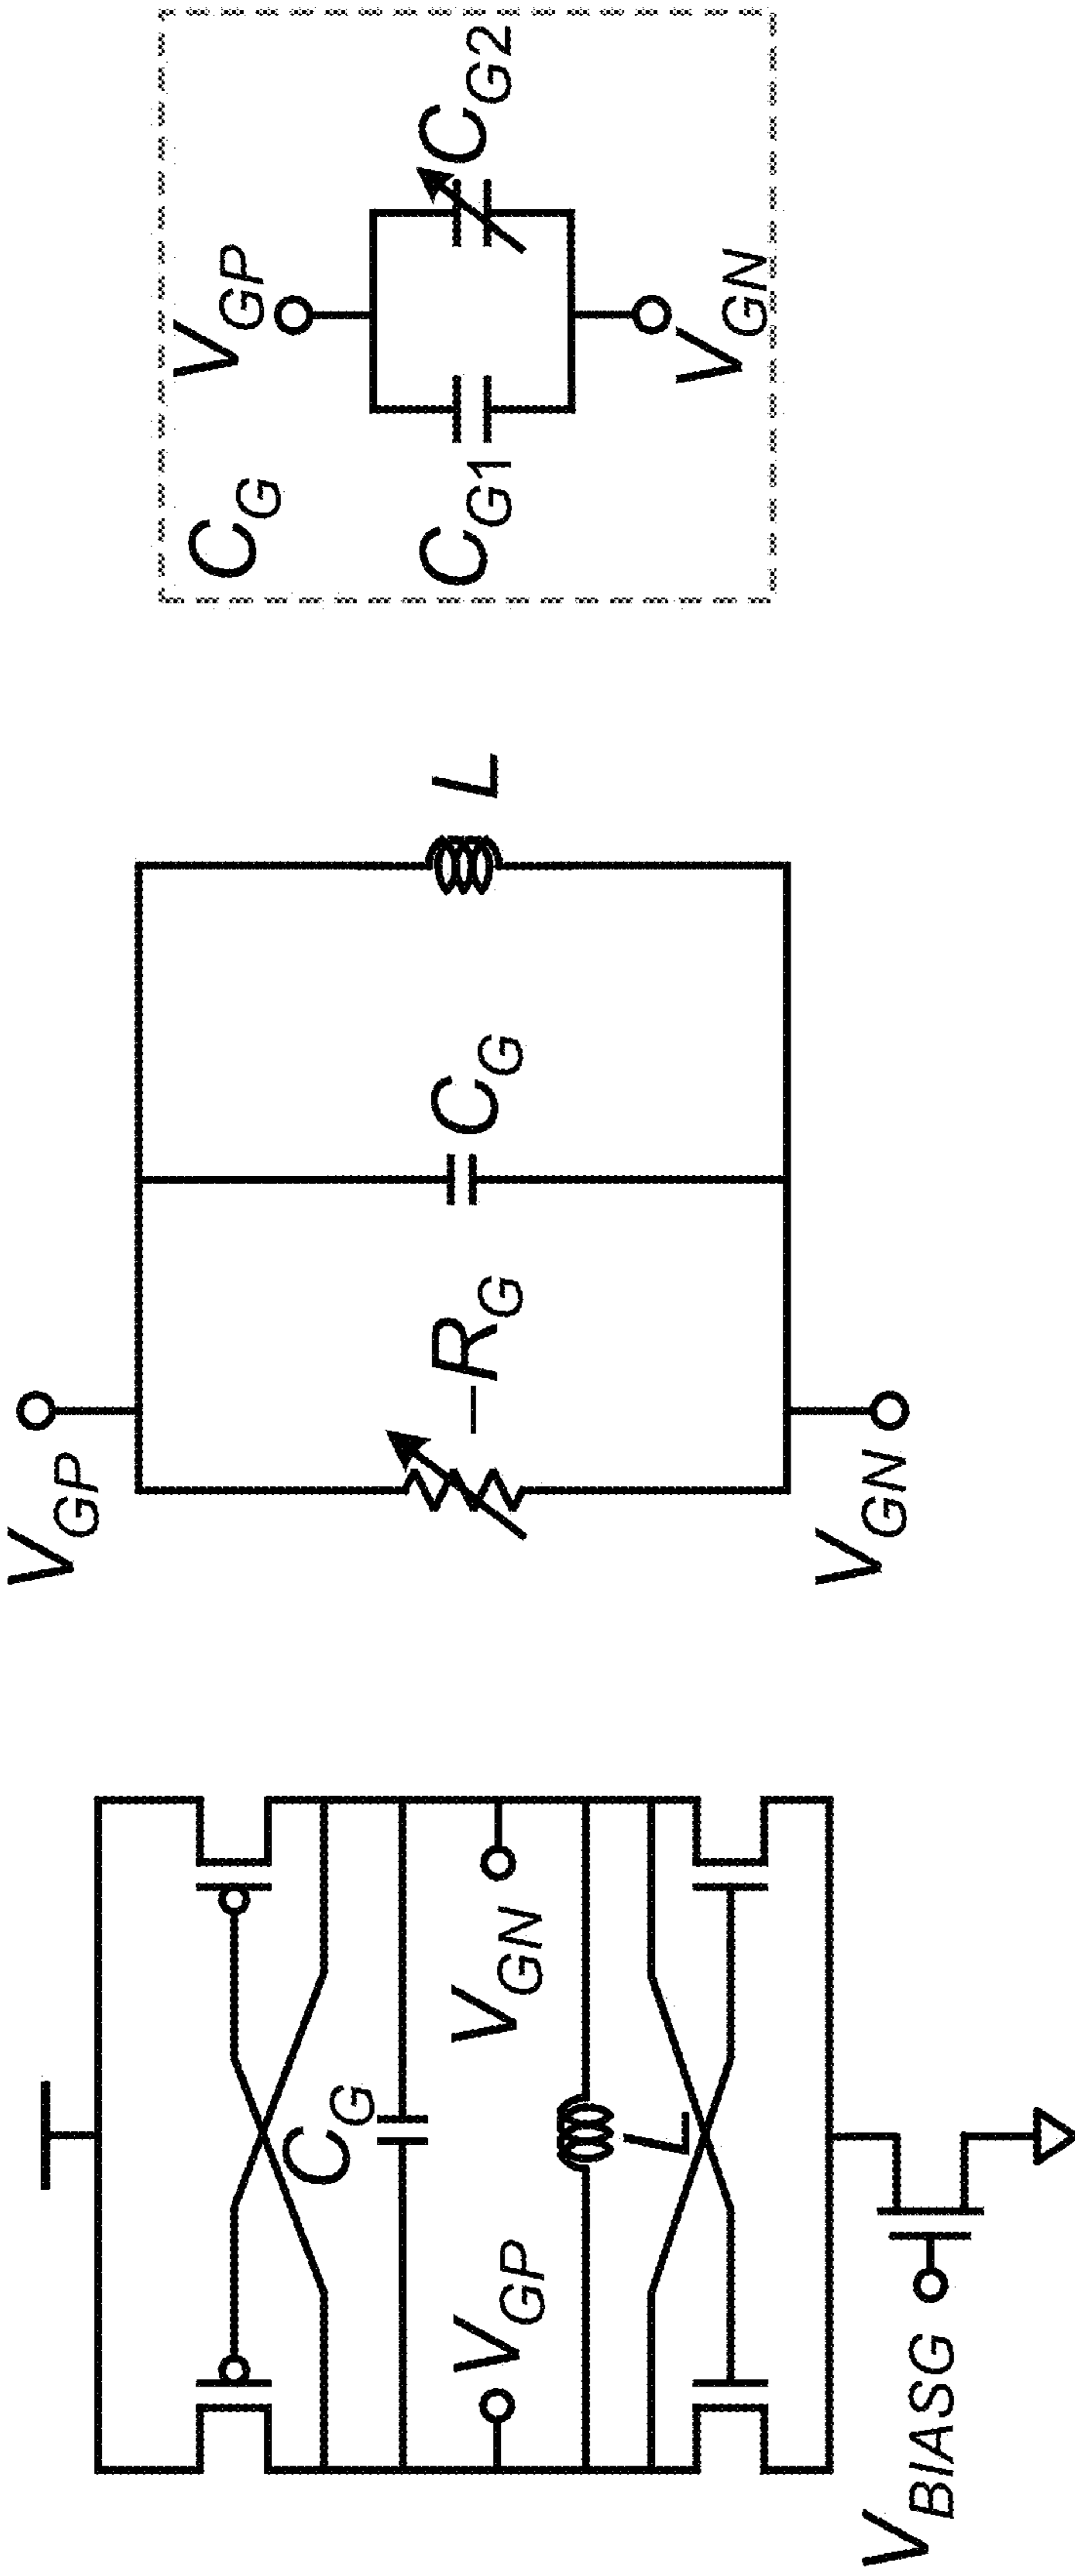 C_G
V_GP
V_GN
L
V_BIASG
V_GP
−R_G
C_G
L
V_GN
C_G
V_GP
C_G1
C_G2
V_GN